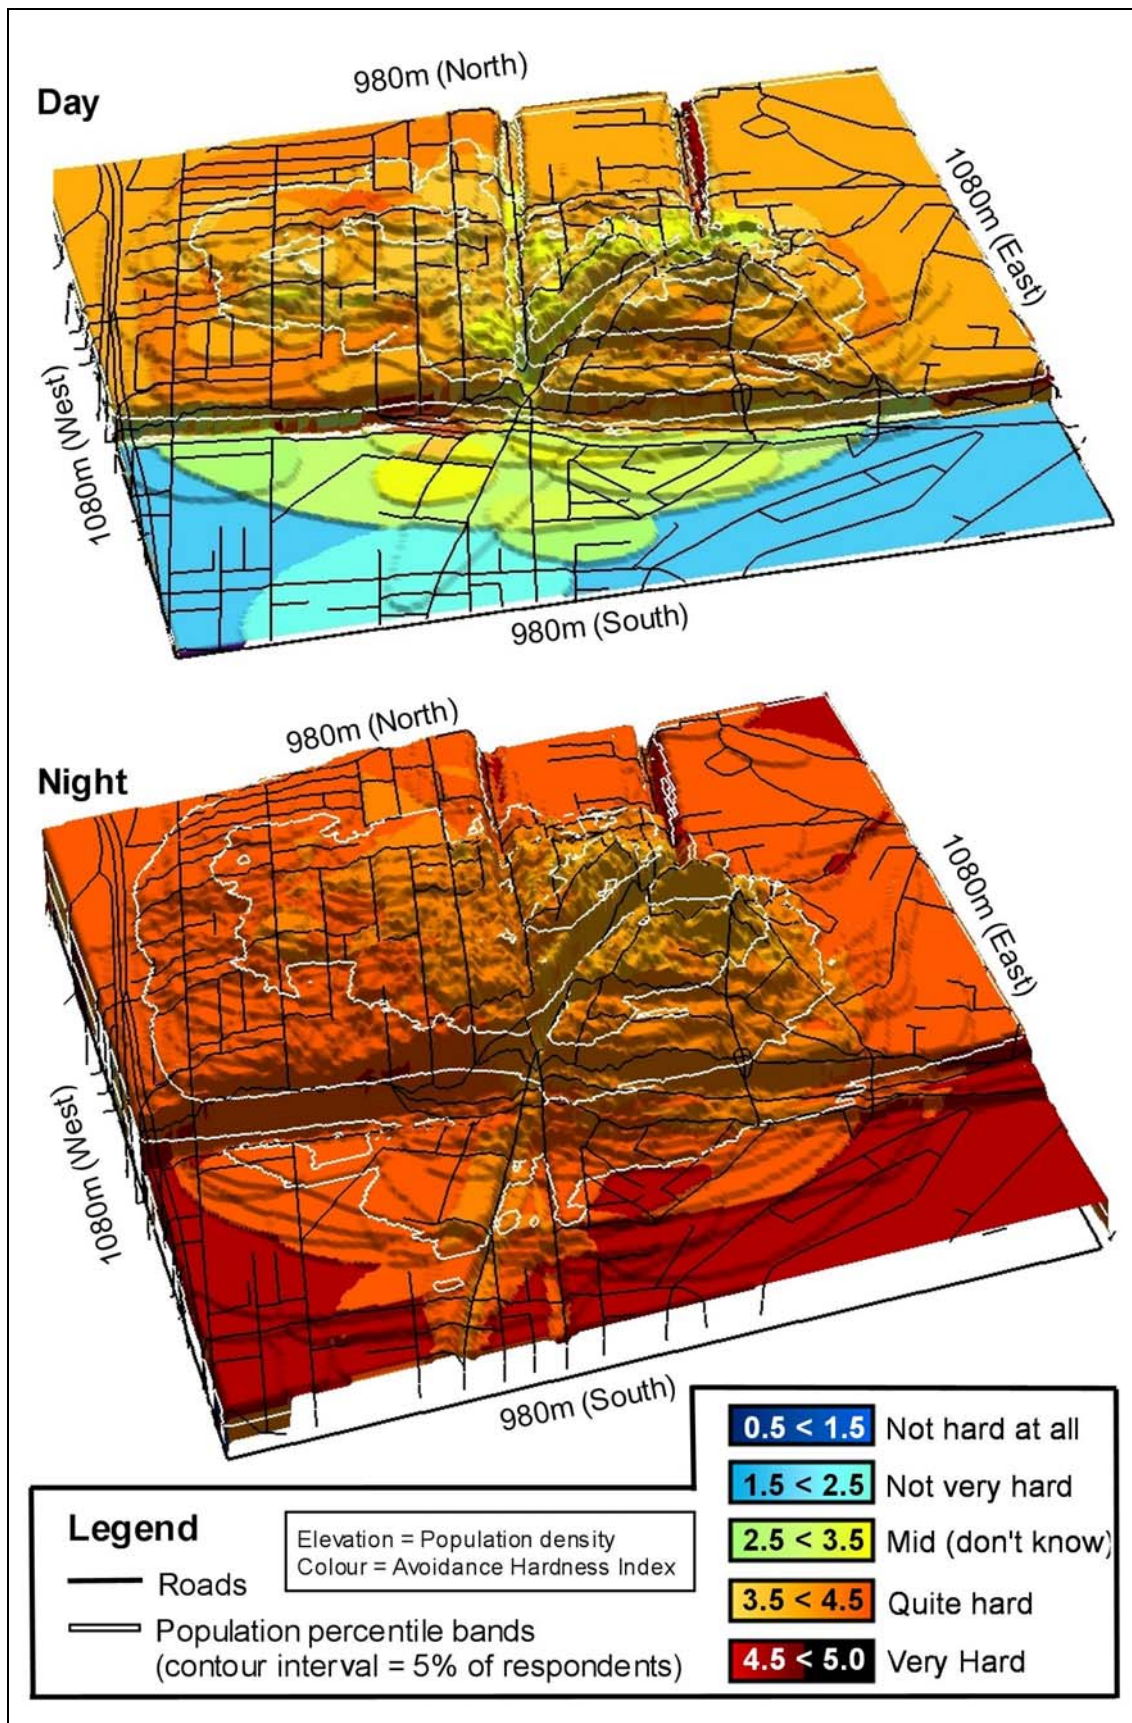 Day
980m (North)
1080m (East)
1080m (West)
980m (South)
Night
980m (North)
1080m (East)
1080m (West)
980m (South)
Legend
Roads
Population percentile bands
(contour interval = 5% of respondents)
Elevation = Population density
Colour = Avoidance Hardness Index
0.5 < 1.5 Not hard at all
1.5 < 2.5 Not very hard
2.5 < 3.5 Mid (don't know)
3.5 < 4.5 Quite hard
4.5 < 5.0 Very Hard